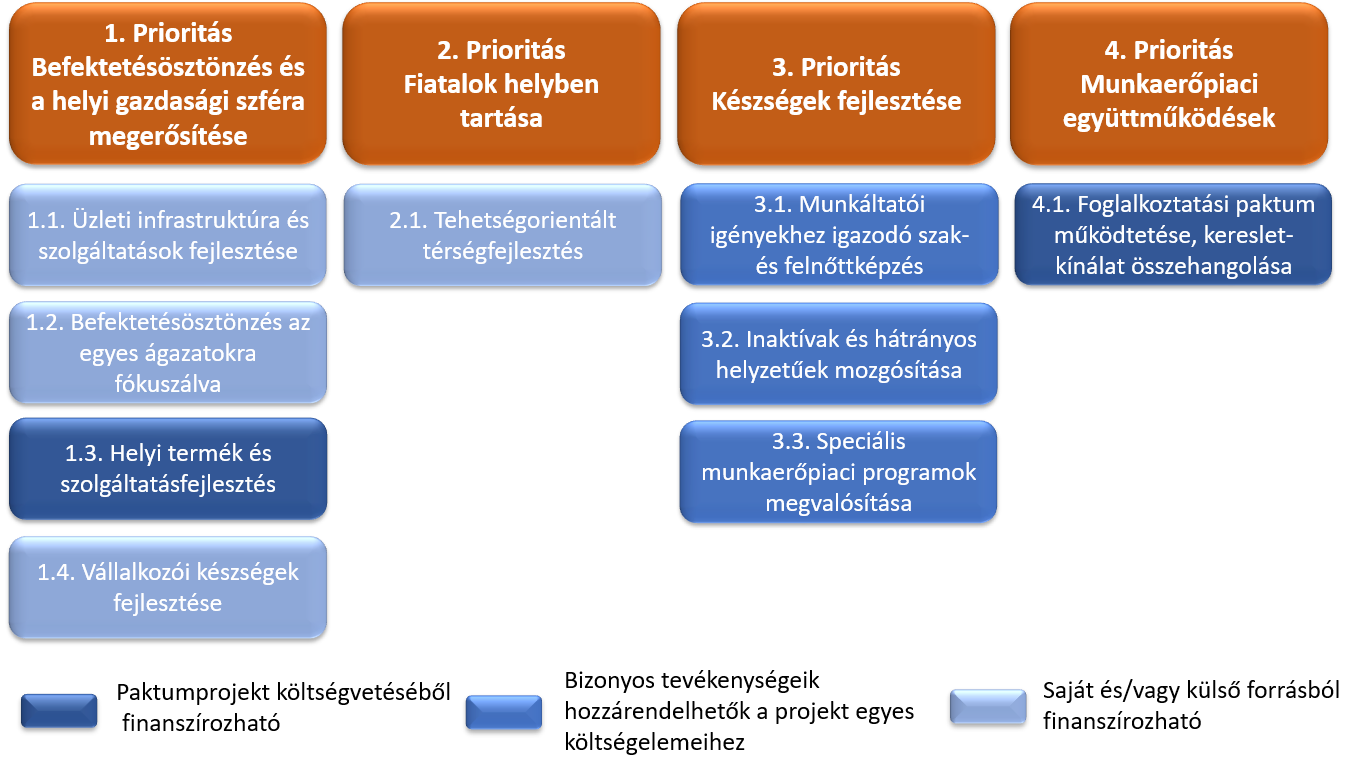 1. Prioritás
Befektetésösztönzés és
a helyi gazdasági szféra
megerősítése
2. Prioritás
Fiatalok helyben
tartása
3. Prioritás
Készségek fejlesztése
4. Prioritás
Munkaerőpiaci
együttműködések
1.1. Üzleti infrastruktúra és
szolgáltatások fejlesztése
1.2. Befektetésösztönzés az
egyes ágazatokra
fókuszálva
1.3. Helyi termék és
szolgáltatásfejlesztés
1.4. Vállalkozói készségek
fejlesztése
2.1. Tehetségorientált
térségfejlesztés
3.1. Munkáltatói
igényekhez igazodó szak-
és felnőttképzés
3.2. Inaktívak és hátrányos
helyzetűek mozgósítása
3.3. Speciális
munkaerőpiaci programok
megvalósítása
4.1. Foglalkoztatási paktum
működtetése, kereslet-
kínálat összehangolása
Paktumprojekt költségvetéséből
finanszírozható
Bizonyos tevékenységeik
hozzárendelhetők a projekt egyes
költségelemeihez
Saját és/vagy külső forrásból
finanszírozható